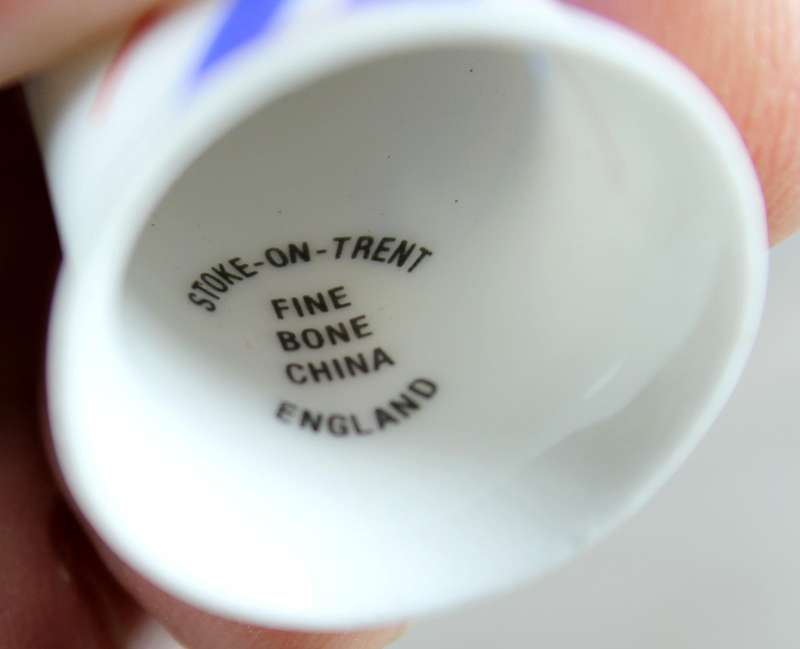 STOKE-ON-TRENT
FINE
BONE
CHINA
ENGLAND